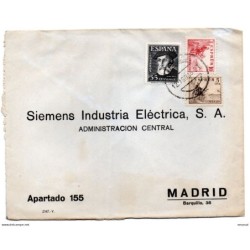 ESPAÑA
Siemens Industria Eléctrica, S. A.
ADMINISTRACION CENTRAL
Apartado 155
MADRID
Barquillo, 38